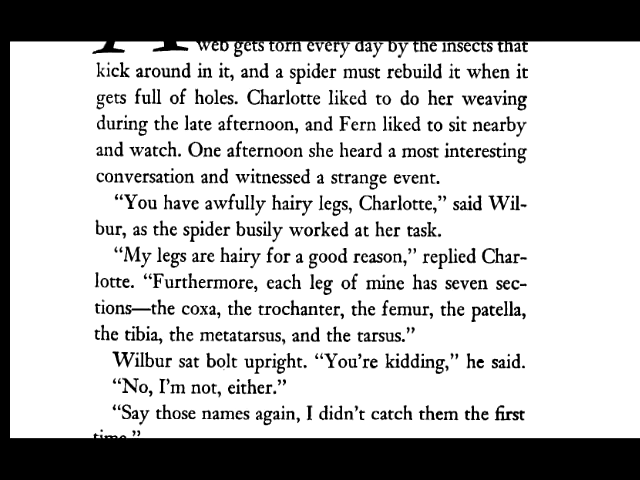 web gets torn every day by the insects that
kick around in it, and a spider must rebuild it when it
gets full of holes. Charlotte liked to do her weaving
during the late afternoon, and Fern liked to sit nearby
and watch. One afternoon she heard a most interesting
conversation and witnessed a strange event.
“You have awfully hairy legs, Charlotte,” said Wil-
bur, as the spider busily worked at her task.
“My legs are hairy for a good reason,” replied Char-
lotte. “Furthermore, each leg of mine has seven sec-
tions—the coxa, the trochanter, the femur, the patella,
the tibia, the metatarsus, and the tarsus.”
Wilbur sat bolt upright. “You're kidding,” he said.
“No, I'm not, either.”
“Say those names again, I didn't catch them the first
time.”